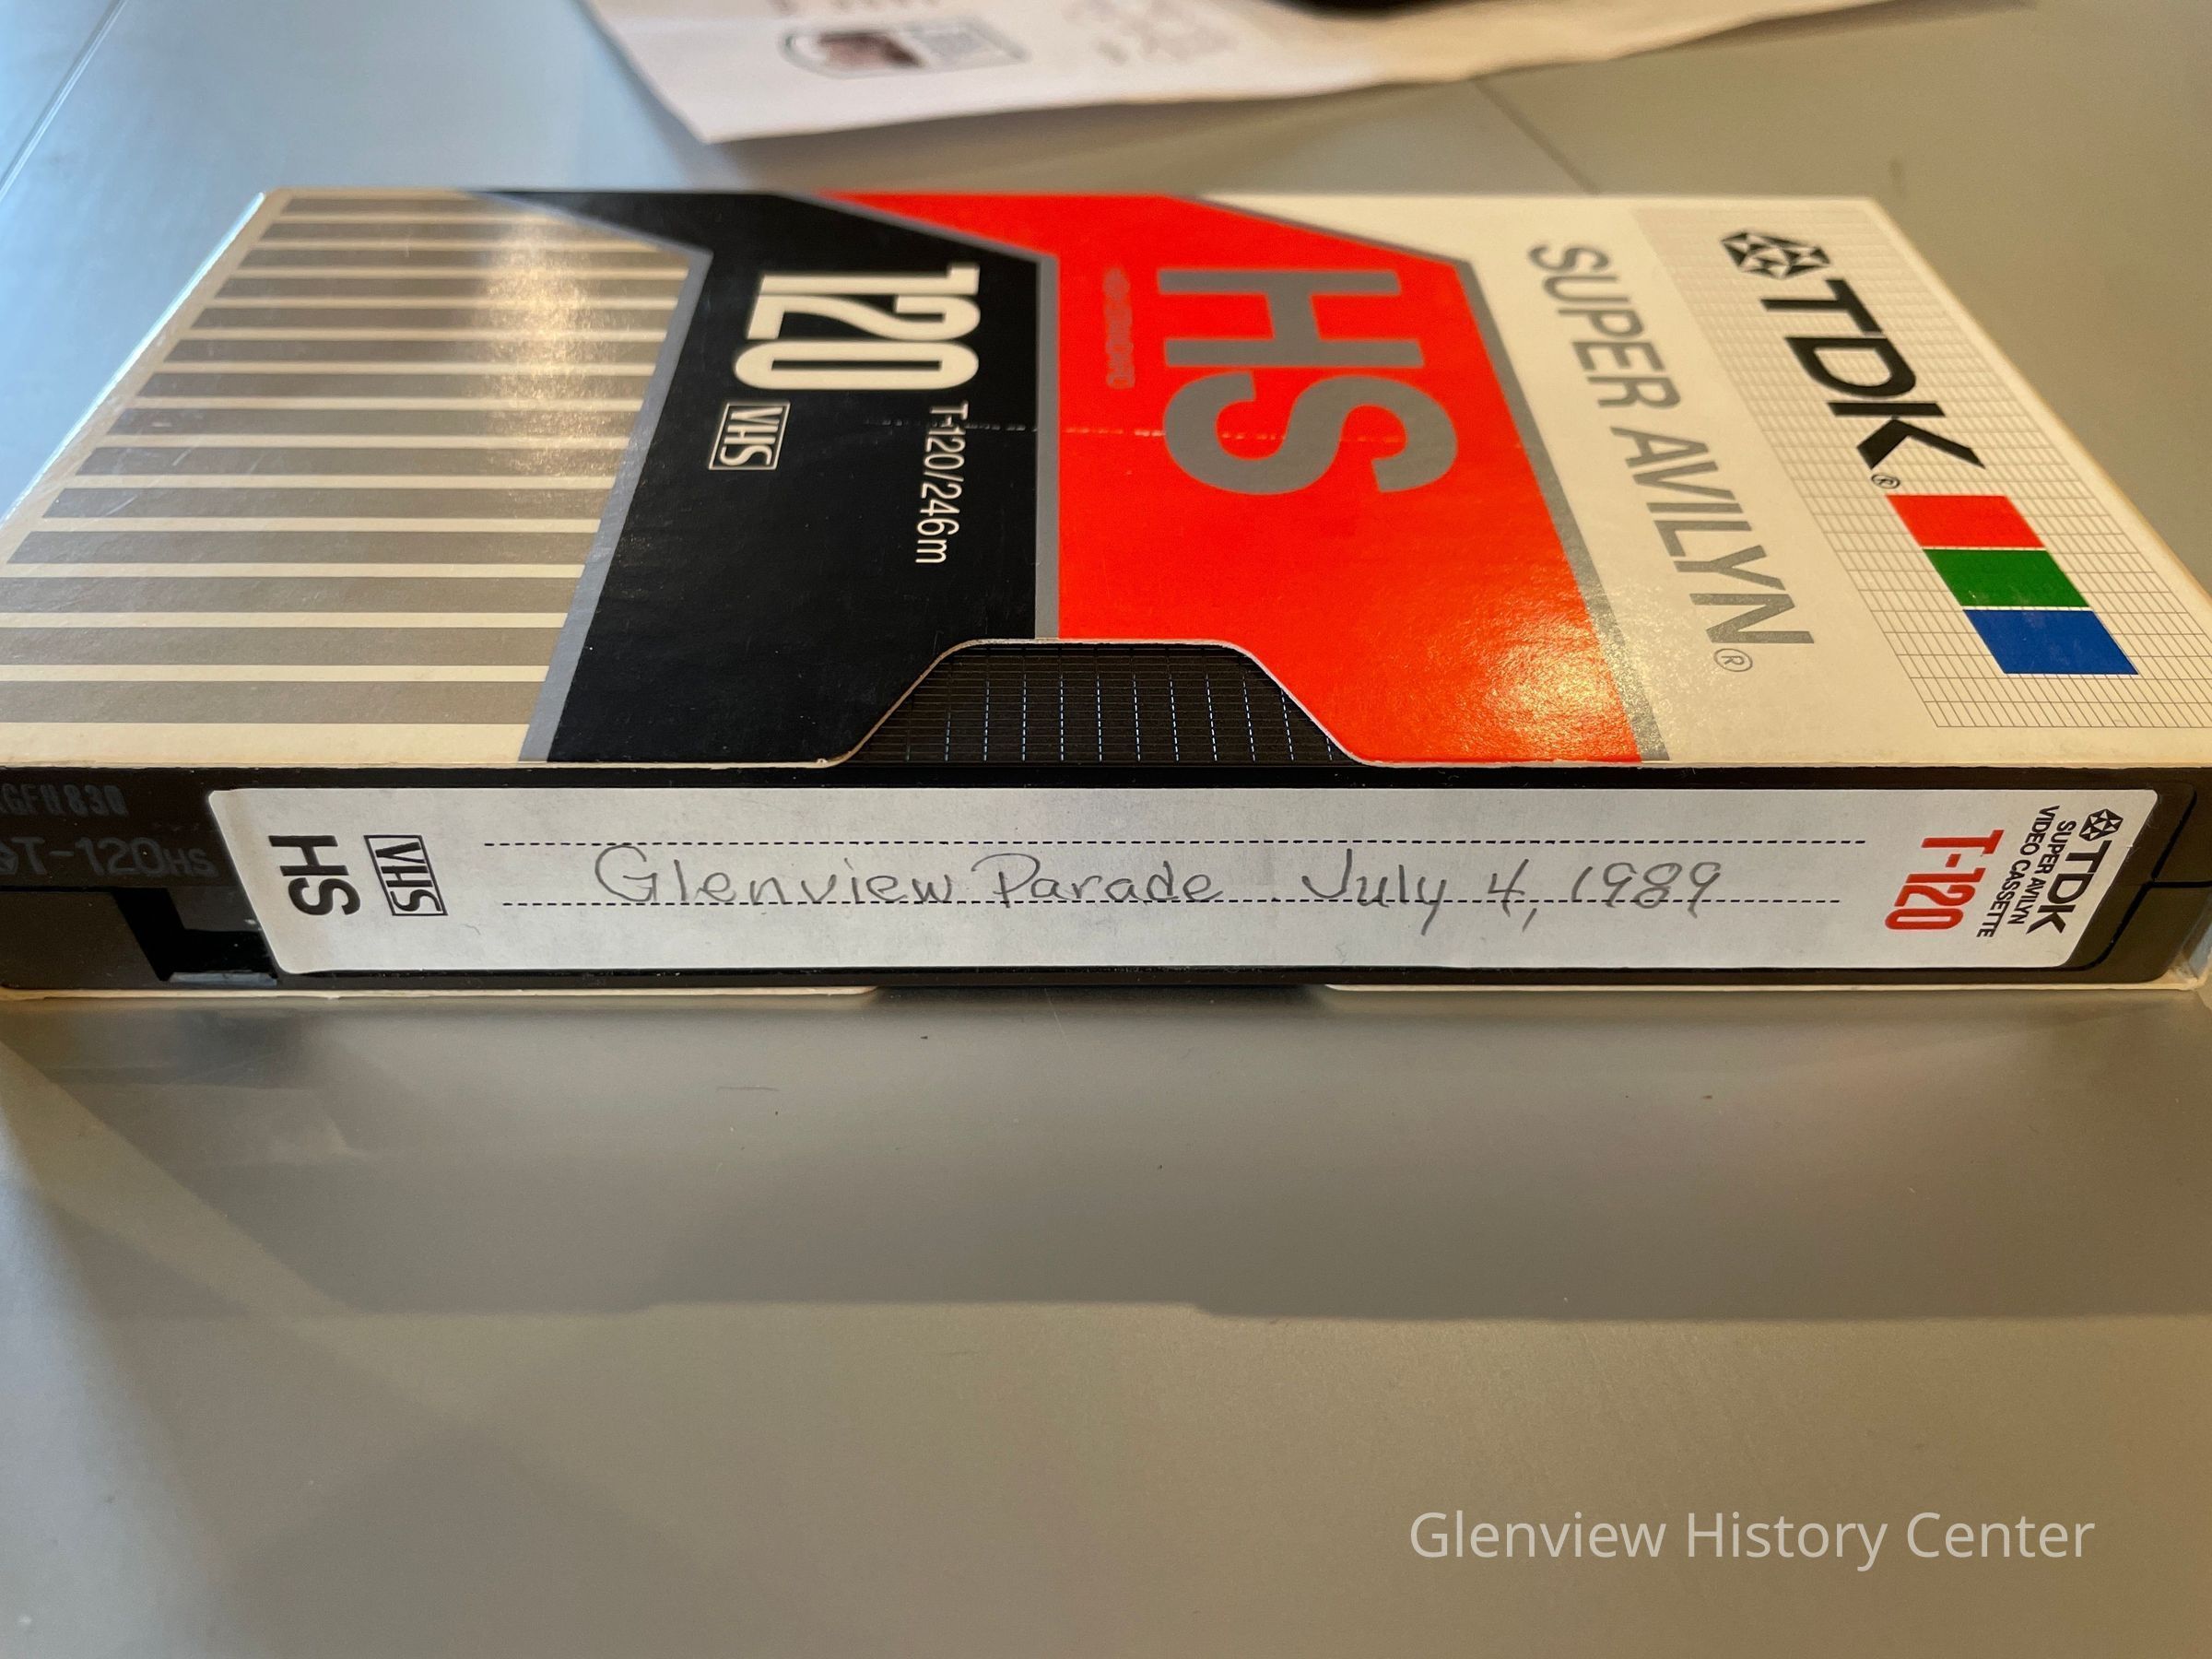 TDK®
SUPER AVILYN®
HS
120
T-120/246m
VHS
T-120HS
HS
VHS
Glenview Parade July 4, 1989
T-120
TDK
SUPER AVILYN
VIDEO CASSETTE
Glenview History Center